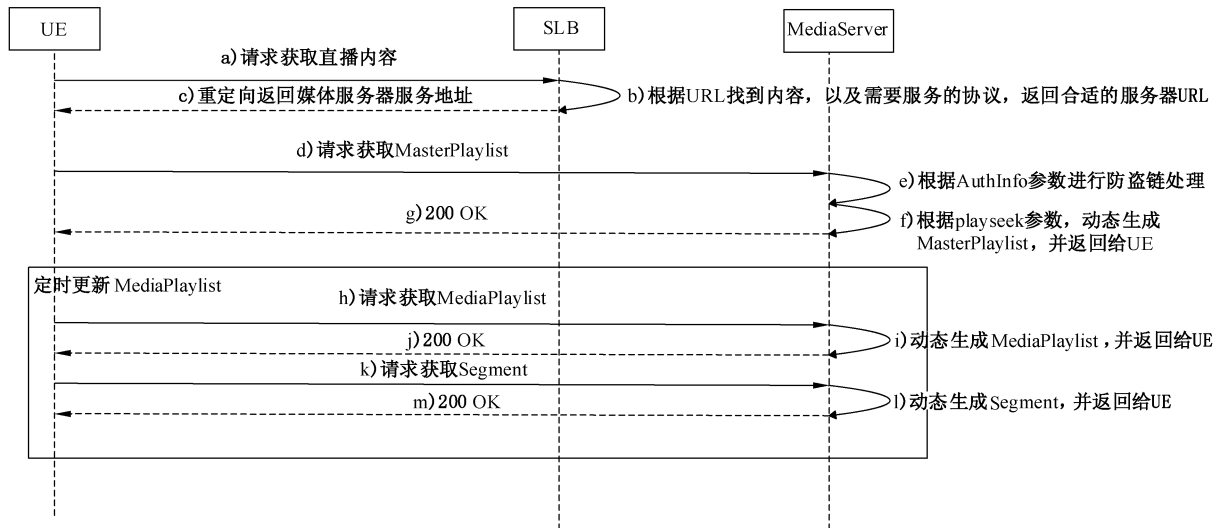 UE
SLB
MediaServer
a)请求获取直播内容
c)重定向返回媒体服务器服务地址
b)根据URL找到内容，以及需要服务的协议，返回合适的服务器URL
d)请求获取MasterPlaylist
e)根据AuthInfo参数进行防盗链处理
g)200 OK
f)根据playseek参数，动态生成
MasterPlaylist，并返回给UE
定时更新 MediaPlaylist
h)请求获取MediaPlaylist
j)200 OK
i)动态生成 MediaPlaylist，并返回给UE
k)请求获取Segment
m)200 OK
l)动态生成 Segment，并返回给UE